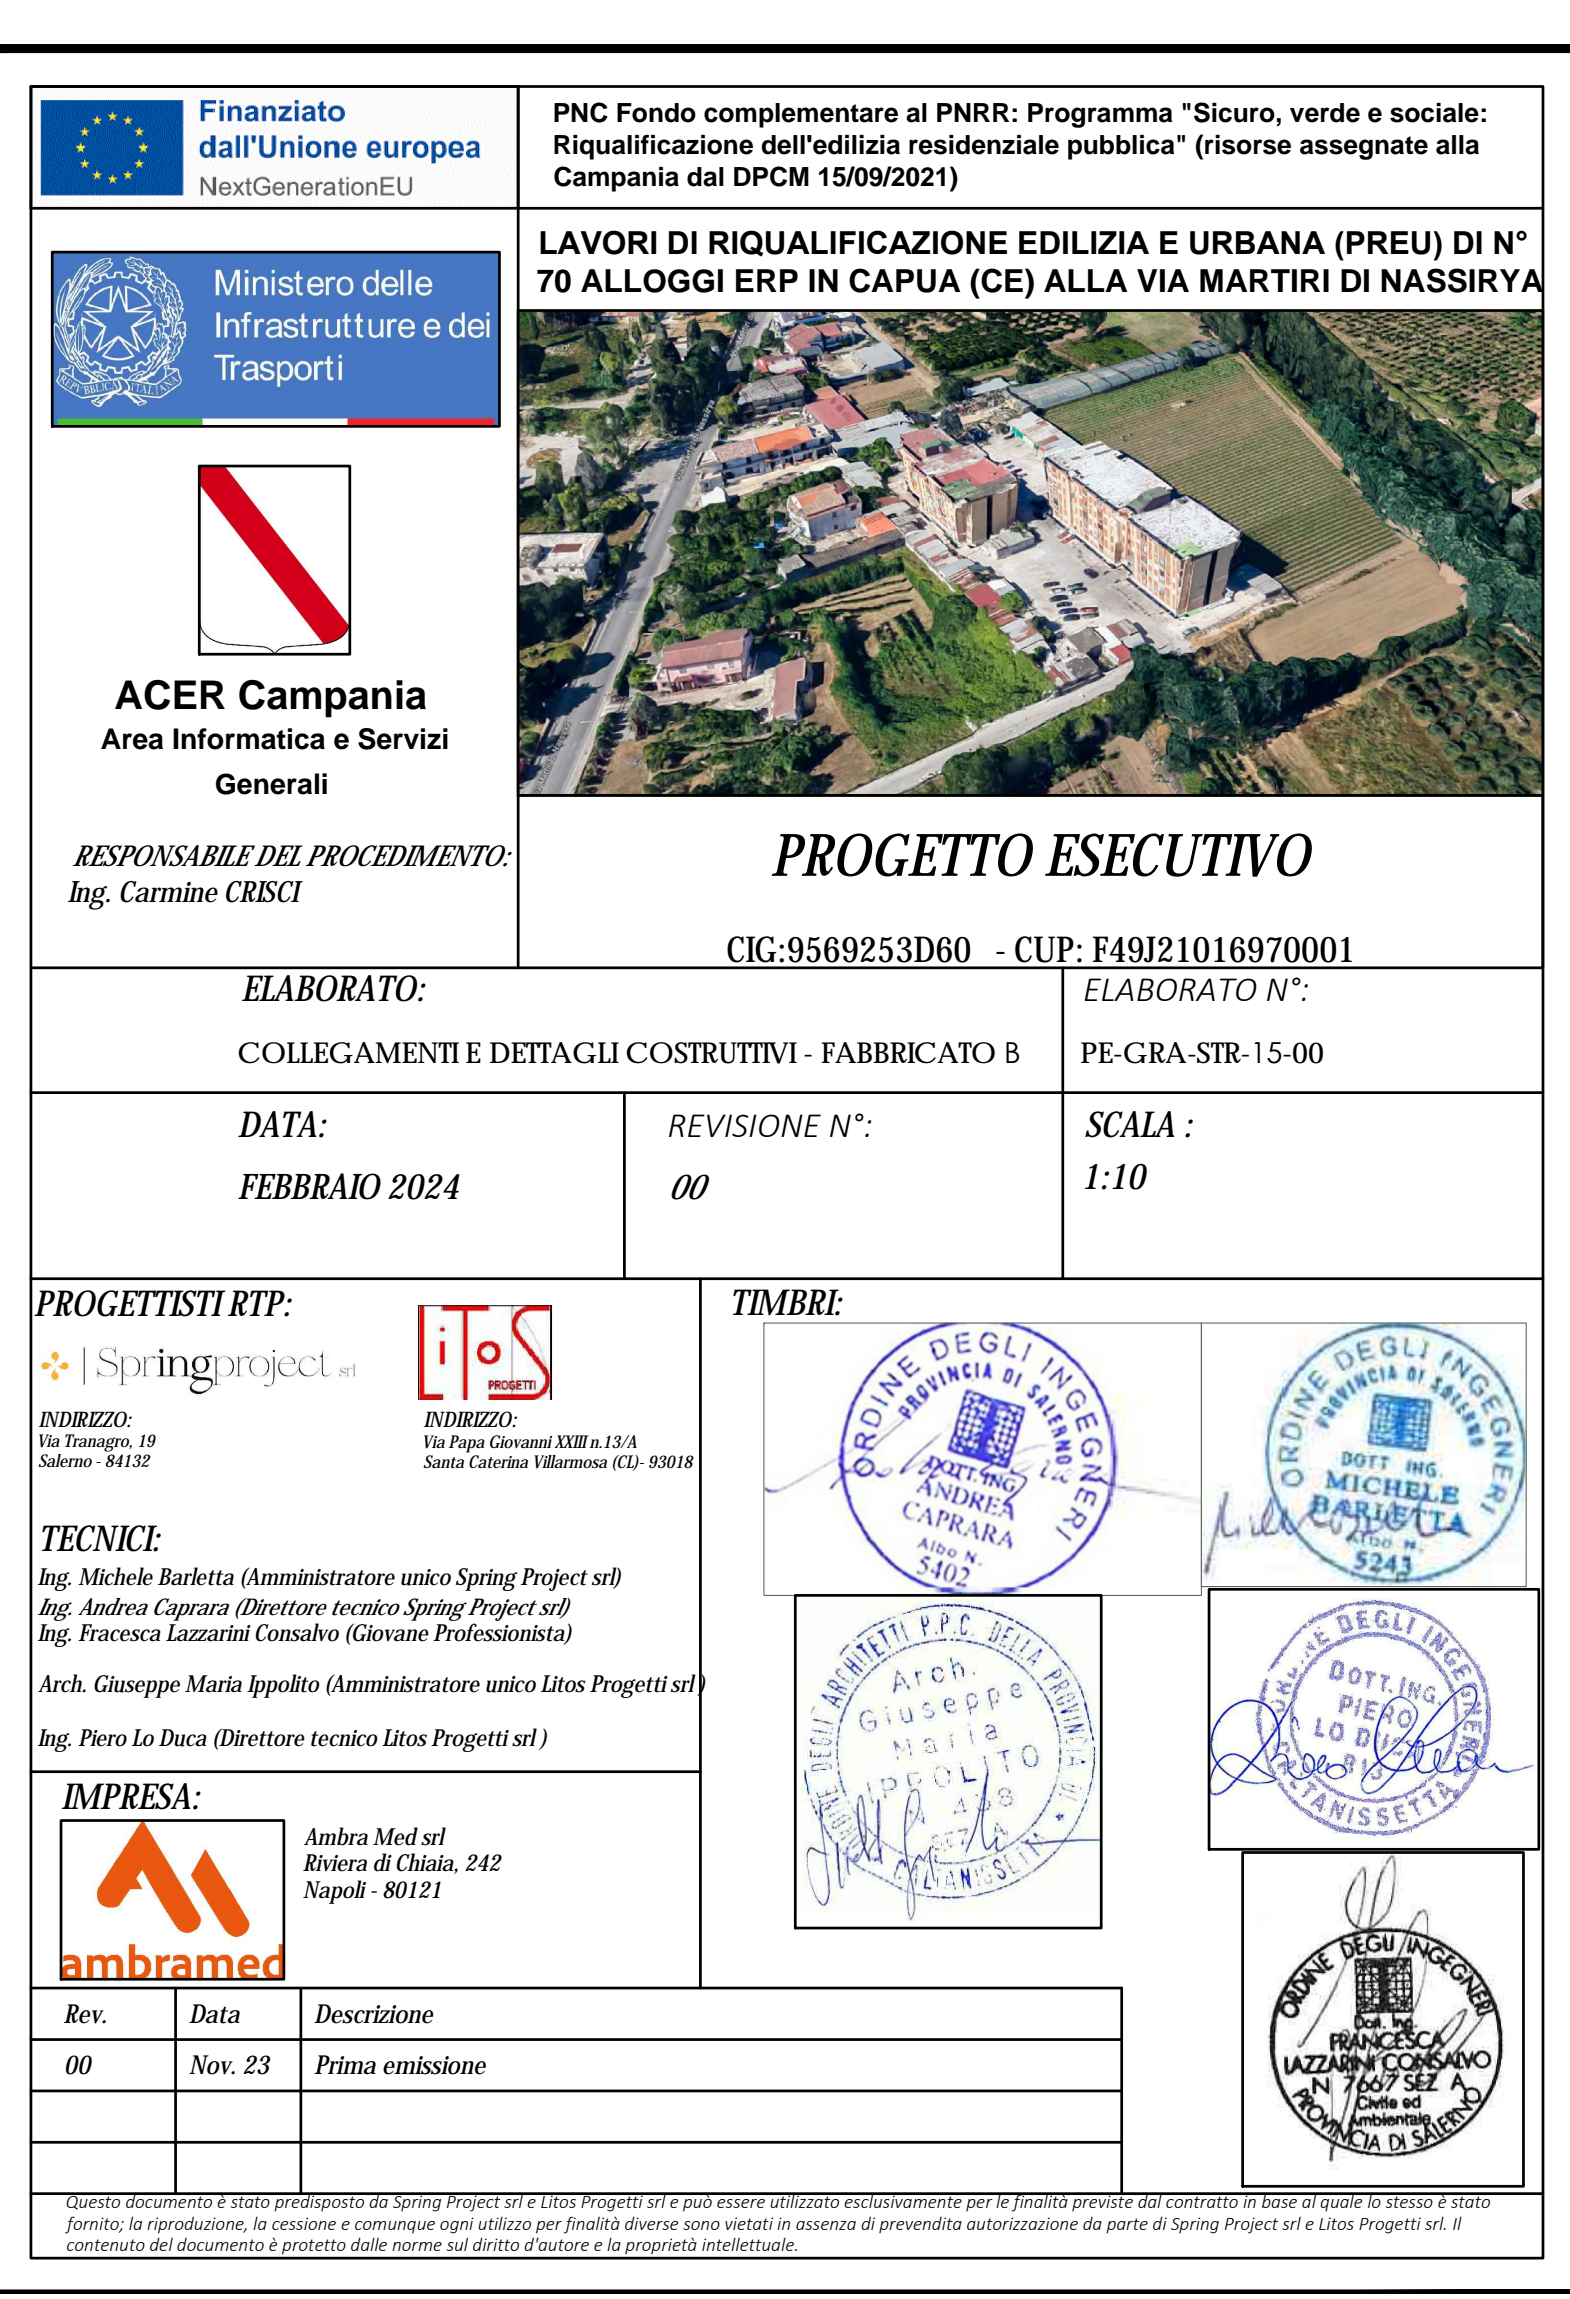 Finanziato
dall'Unione europea
NextGenerationEU
PNC Fondo complementare al PNRR: Programma "Sicuro, verde e sociale:
Riqualificazione dell'edilizia residenziale pubblica" (risorse assegnate alla
Campania dal DPCM 15/09/2021)
Ministero delle
Infrastrutture e dei
Trasporti
REPVBBLICA ITALIANA
LAVORI DI RIQUALIFICAZIONE EDILIZIA E URBANA (PREU) DI N°
70 ALLOGGI ERP IN CAPUA (CE) ALLA VIA MARTIRI DI NASSIRYA
ACER Campania
Area Informatica e Servizi
Generali
RESPONSABILE DEL PROCEDIMENTO:
Ing. Carmine CRISCI
PROGETTO ESECUTIVO
CIG:9569253D60 - CUP: F49J21016970001
ELABORATO:
COLLEGAMENTI E DETTAGLI COSTRUTTIVI - FABBRICATO B
ELABORATO N°:
PE-GRA-STR-15-00
DATA:
FEBBRAIO 2024
REVISIONE N°:
00
SCALA :
1:10
PROGETTISTI RTP:
Springproject srl
INDIRIZZO:
Via Tranagro, 19
Salerno - 84132
LiToS
PROGETTI
INDIRIZZO:
Via Papa Giovanni XXIII n.13/A
Santa Caterina Villarmosa (CL)- 93018
TECNICI:
Ing. Michele Barletta (Amministratore unico Spring Project srl)
Ing. Andrea Caprara (Direttore tecnico Spring Project srl)
Ing. Fracesca Lazzarini Consalvo (Giovane Professionista)
Arch. Giuseppe Maria Ippolito (Amministratore unico Litos Progetti srl )
Ing. Piero Lo Duca (Direttore tecnico Litos Progetti srl )
TIMBRI:
ORDINE DEGLI INGEGNERI
PROVINCIA DI SALERNO
DOTT. ING.
ANDREA
CAPRARA
Albo N.
5402
ORDINE DEGLI INGEGNERI
PROVINCIA DI SALERNO
DOTT ING.
MICHELE
BARLETTA
Albo N.
5243
ORDINE DEGLI ARCHITETTI P.P.C. DELLA PROVINCIA DI
Arch.
Giuseppe
Maria
IPPOLITO
DEGLI INGEGNERI
DOTT. ING.
PIERO
LO DUCA
ORDINE DEGLI INGEGNERI
Dott. Ing.
FRANCESCA
LAZZARINI CONSALVO
N 7667 SEZ A
Civile ed
Ambientale
PROVINCIA DI SALERNO
IMPRESA:
ambramed
Ambra Med srl
Riviera di Chiaia, 242
Napoli - 80121
Rev. Data Descrizione
00 Nov. 23 Prima emissione
Questo documento è stato predisposto da Spring Project srl e Litos Progetti srl e può essere utilizzato esclusivamente per le finalità previste dal contratto in base al quale lo stesso è stato
fornito; la riproduzione, la cessione e comunque ogni utilizzo per finalità diverse sono vietati in assenza di prevendita autorizzazione da parte di Spring Project srl e Litos Progetti srl. Il
contenuto del documento è protetto dalle norme sul diritto d'autore e la proprietà intellettuale.